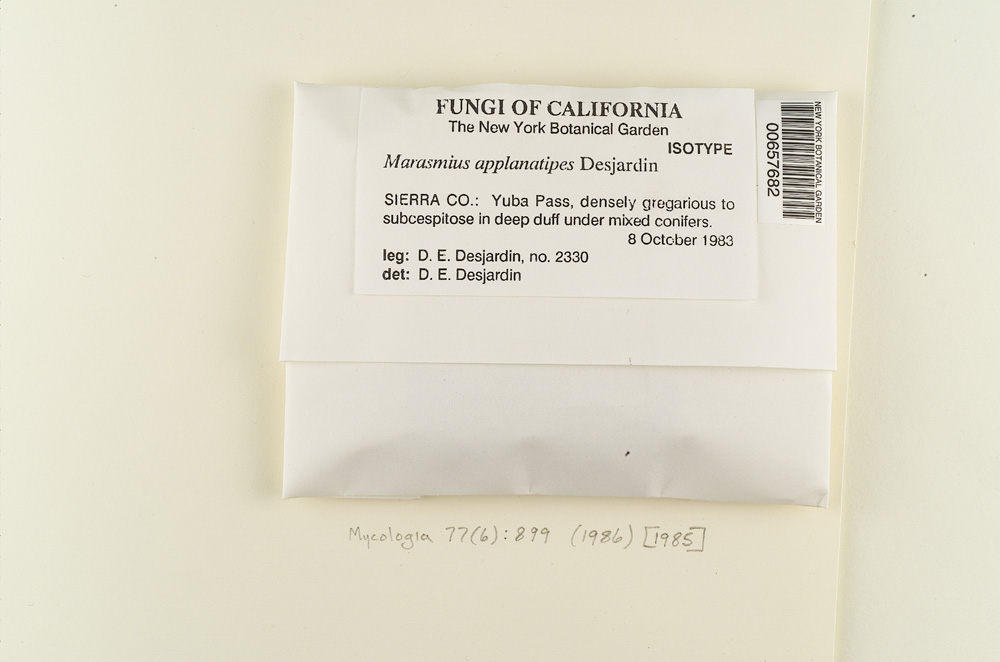 FUNGI OF CALIFORNIA
The New York Botanical Garden
ISOTYPE
Marasmius applanatipes Desjardin
SIERRA CO.: Yuba Pass, densely gregarious to
subcespitose in deep duff under mixed conifers.
8 October 1983
leg: D. E. Desjardin, no. 2330
det: D. E. Desjardin
NEW YORK BOTANICAL GARDEN
00657682
Mycologia 77(6):899 (1986) [1985]